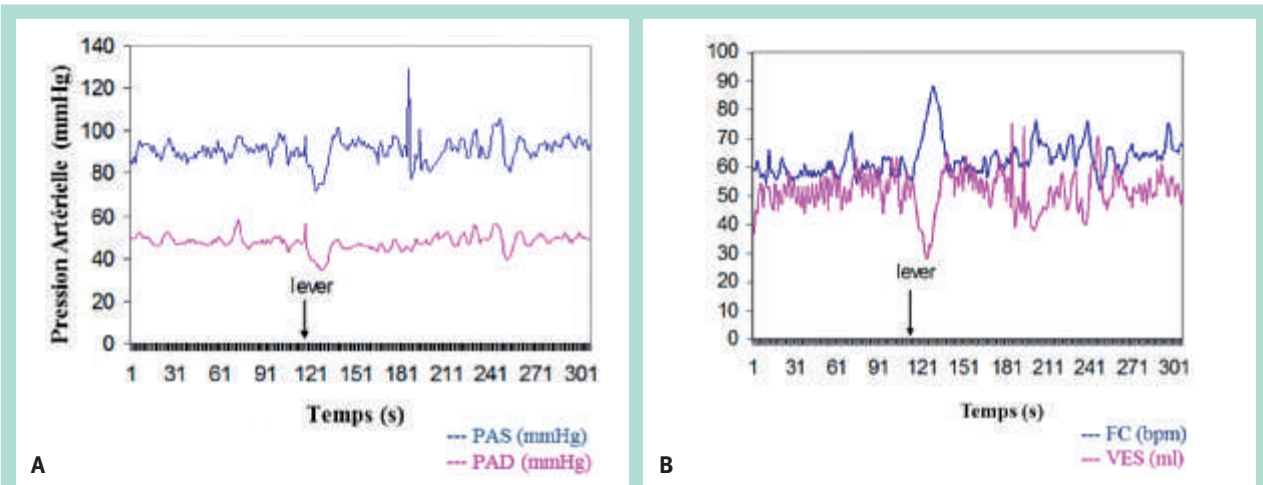 140
120
100
80
60
40
20
0
Pression Artérielle (mmHg)
lever
1 31 61 91 121 151 181 211 241 271 301
Temps (s)
--- PAS (mmHg)
--- PAD (mmHg)
A
100
90
80
70
60
50
40
30
20
10
0
lever
1 31 61 91 121 151 181 211 241 271 301
Temps (s)
--- FC (bpm)
--- VES (ml)
B